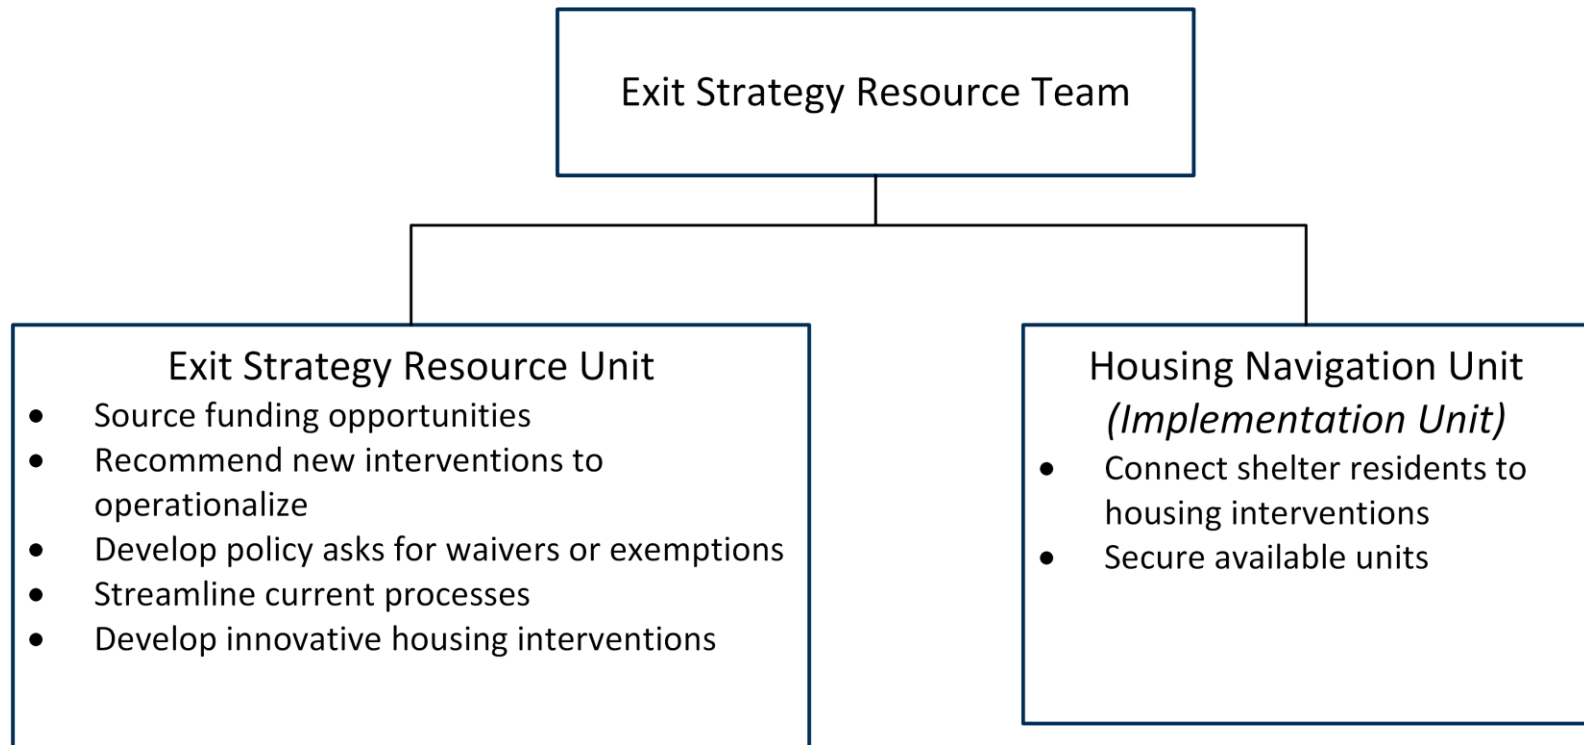 Exit Strategy Resource Team
Exit Strategy Resource Unit
• Source funding opportunities
• Recommend new interventions to
operationalize
• Develop policy asks for waivers or exemptions
• Streamline current processes
• Develop innovative housing interventions
Housing Navigation Unit
(Implementation Unit)
• Connect shelter residents to
housing interventions
• Secure available units